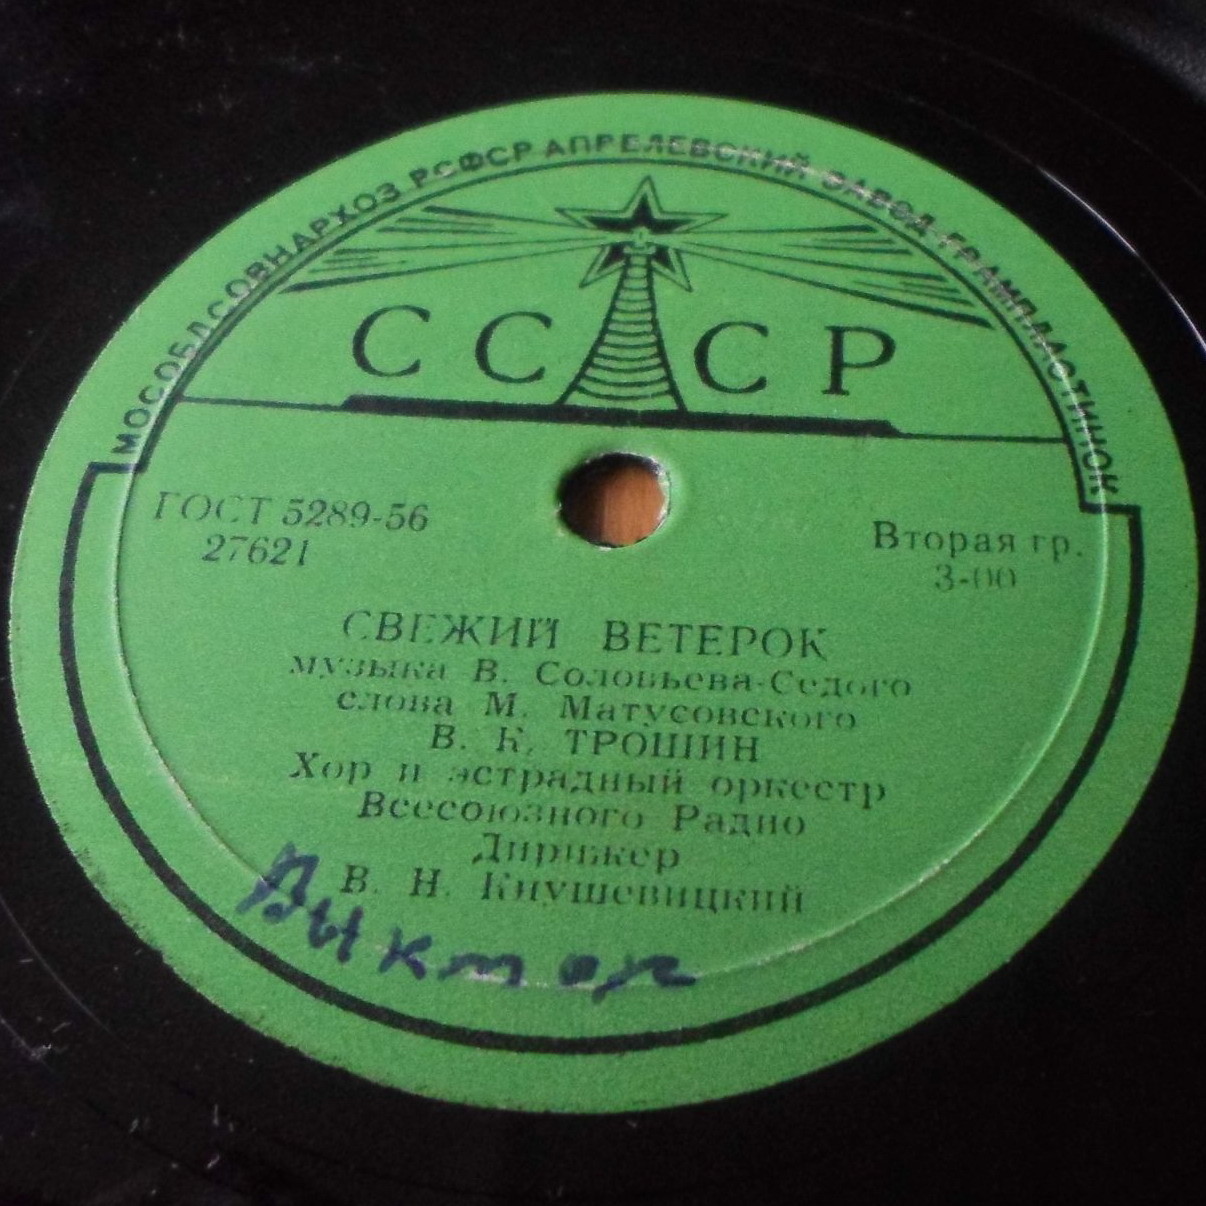 МОСОБЛСОВНАРХОЗ РСФСР АПРЕЛЕВСКИЙ ЗАВОД ГРАМПЛАСТИНОК
СССР
ГОСТ 5289-56
27621
Вторая гр.
3-00
СВЕЖИЙ ВЕТЕРОК
музыка В. Соловьева-Седого
слова М. Матусовского
В. К. ТРОШИН
Хор и эстрадный оркестр
Всесоюзного Радио
Дирижер
В. Н. Кнушевицкий